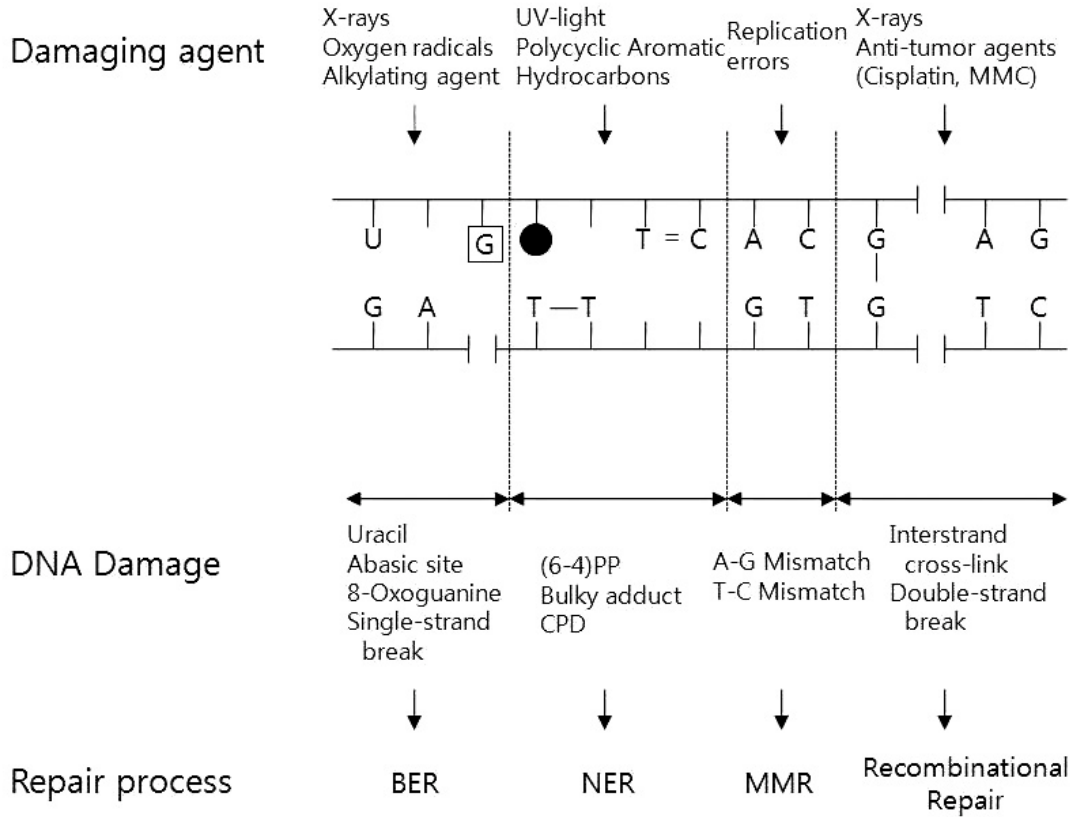 Damaging agent
X-rays
Oxygen radicals
Alkylating agent
UV-light
Polycyclic Aromatic
Hydrocarbons
Replication
errors
X-rays
Anti-tumor agents
(Cisplatin, MMC)
U G T = C A C G A G
G A T — T G T G T C
DNA Damage
Uracil
Abasic site
8-Oxoguanine
Single-strand
break
(6-4)PP
Bulky adduct
CPD
A-G Mismatch
T-C Mismatch
Interstrand
cross-link
Double-strand
break
Repair process
BER
NER
MMR
Recombinational
Repair